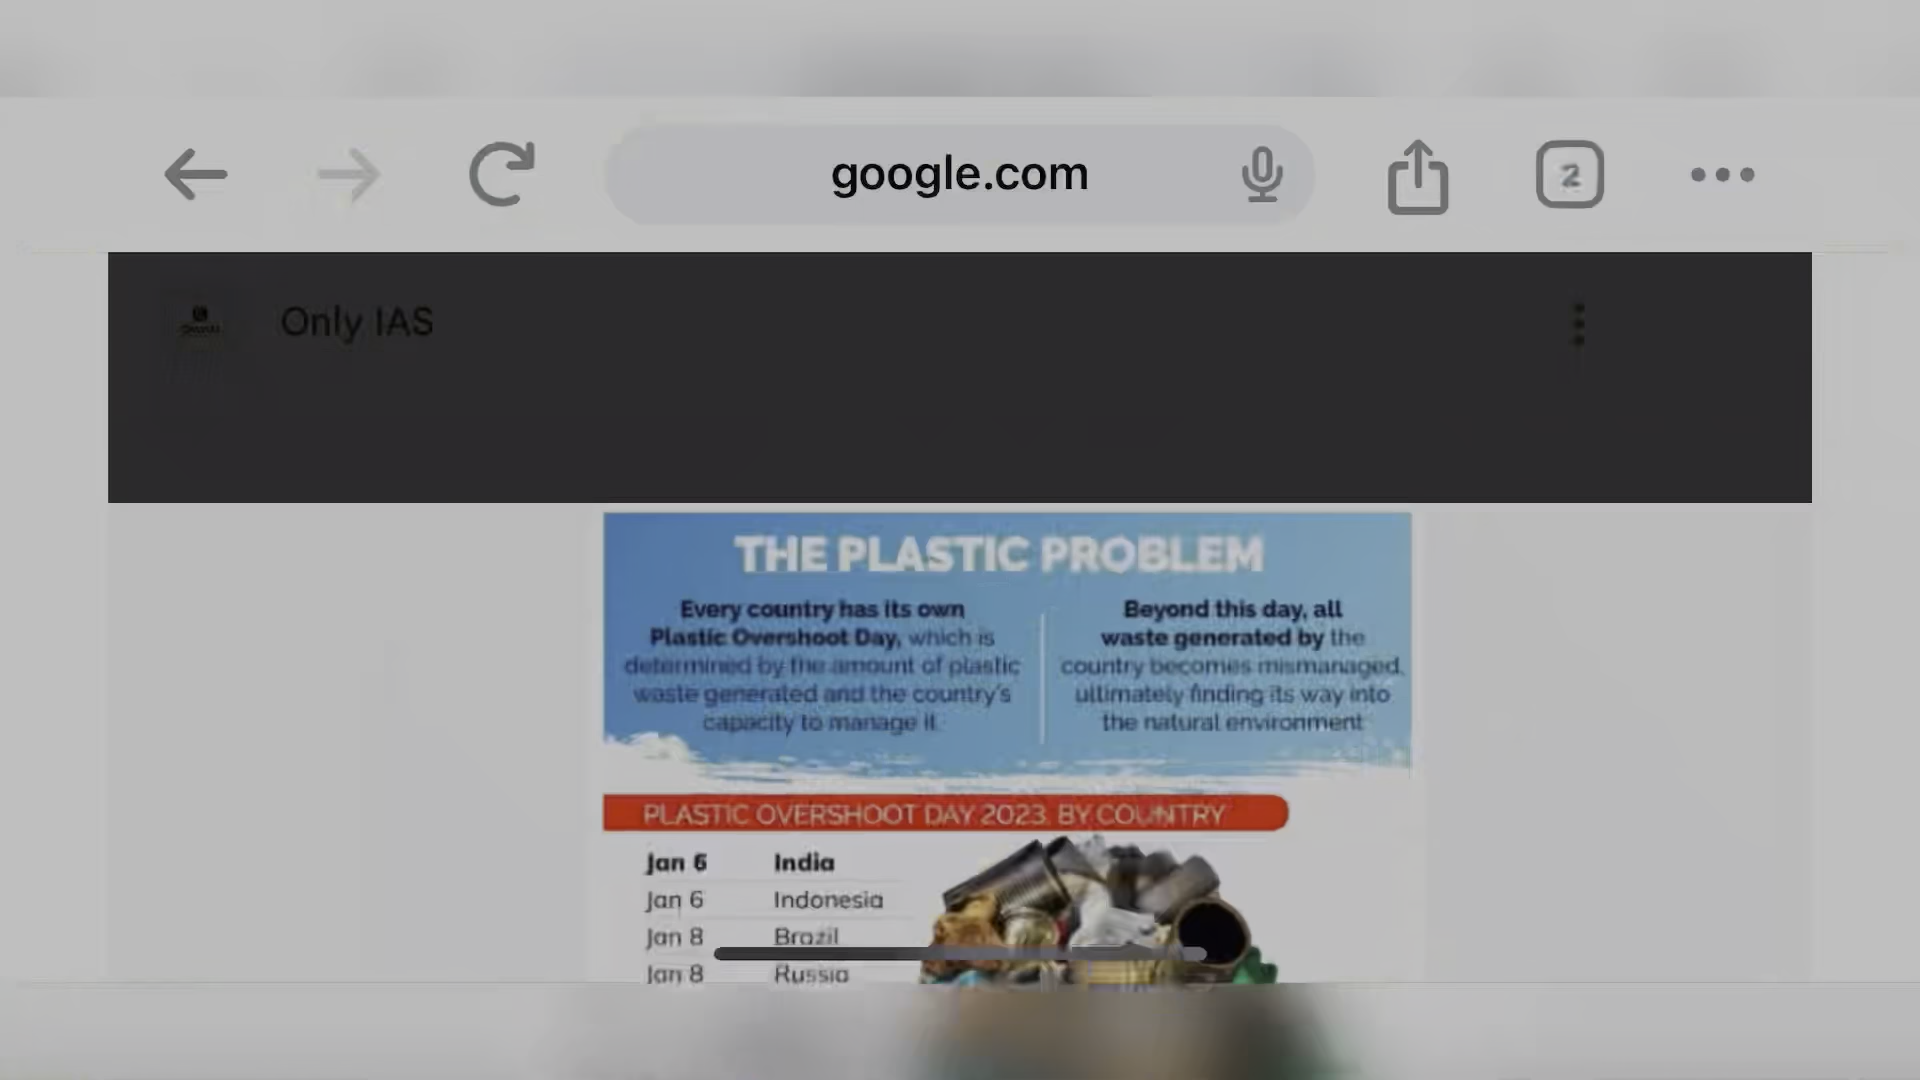 google.com
2
Only IAS
THE PLASTIC PROBLEM
Every country has its own
Plastic Overshoot Day, which is
determined by the amount of plastic
waste generated and the country's
capacity to manage it.
Beyond this day, all
waste generated by the
country becomes mismanaged,
ultimately finding its way into
the natural environment
PLASTIC OVERSHOOT DAY 2023, BY COUNTRY
Jan 6 India
Jan 6 Indonesia
Jan 8 Brazil
Jan 8 Russia